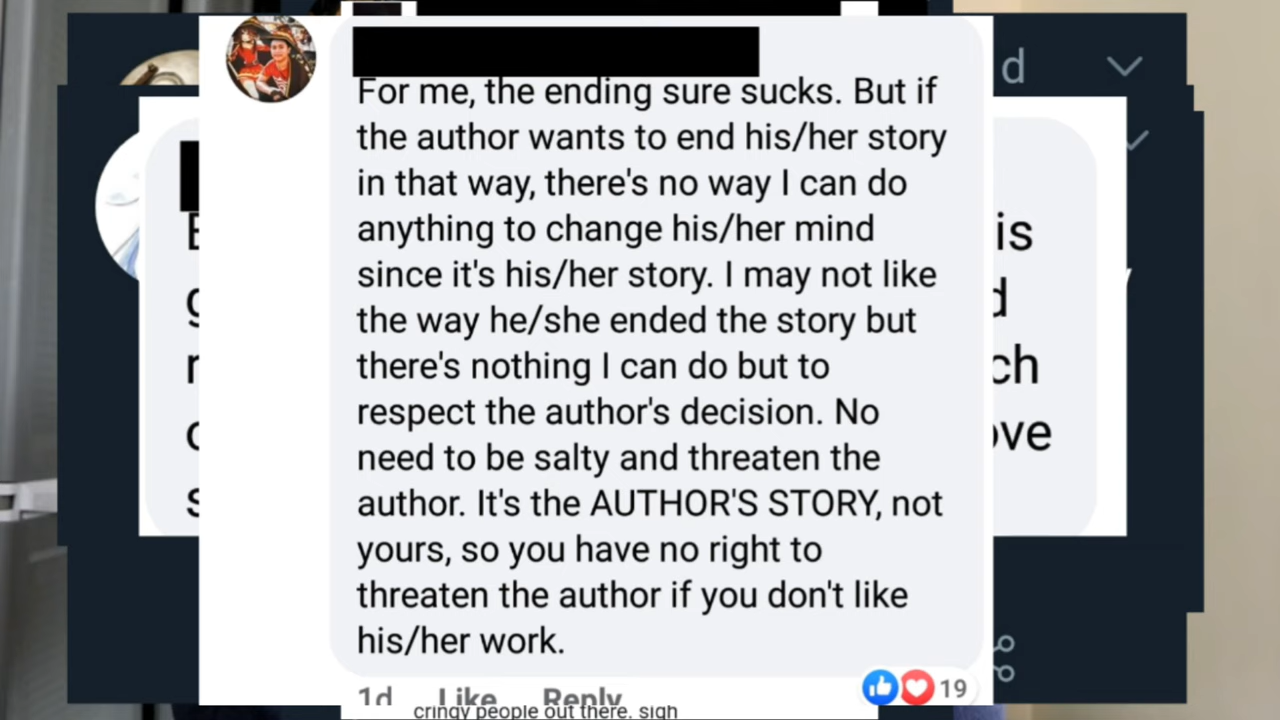 For me, the ending sure sucks. But if
the author wants to end his/her story
in that way, there's no way I can do
anything to change his/her mind
since it's his/her story. I may not like
the way he/she ended the story but
there's nothing I can do but to
respect the author's decision. No
need to be salty and threaten the
author. It's the AUTHOR'S STORY, not
yours, so you have no right to
threaten the author if you don't like
his/her work.
1d Like Reply 19
cringy people out there. sigh
d
is
d
ch
ove